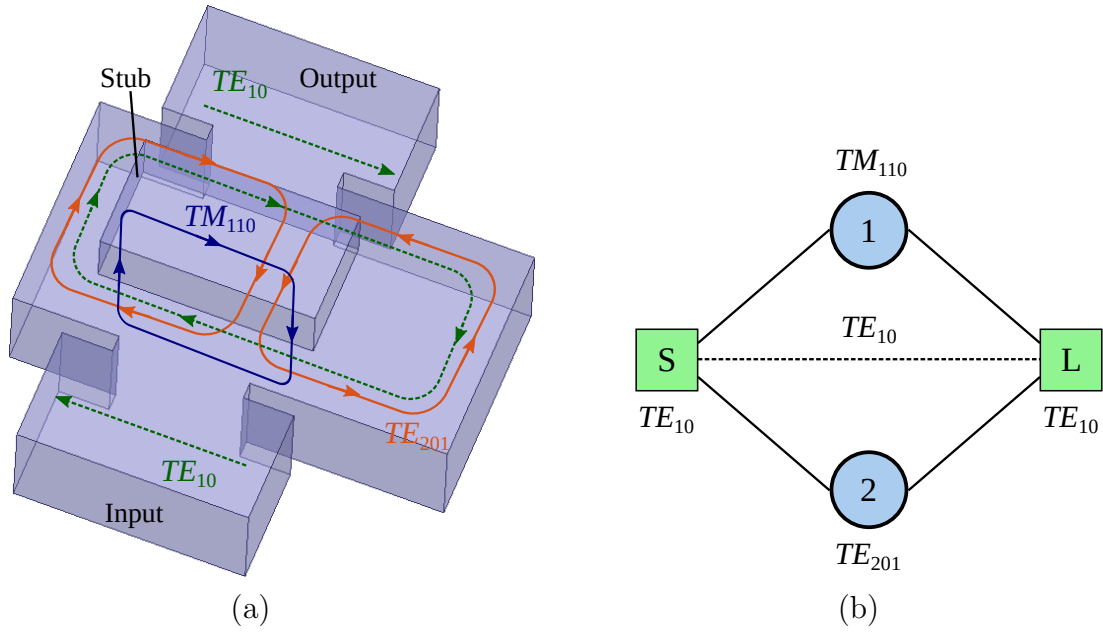 Stub
TE10
Output
TM110
TE201
TE10
Input
(a)
TM110
1
TE10
S
L
TE10
TE10
2
TE201
(b)